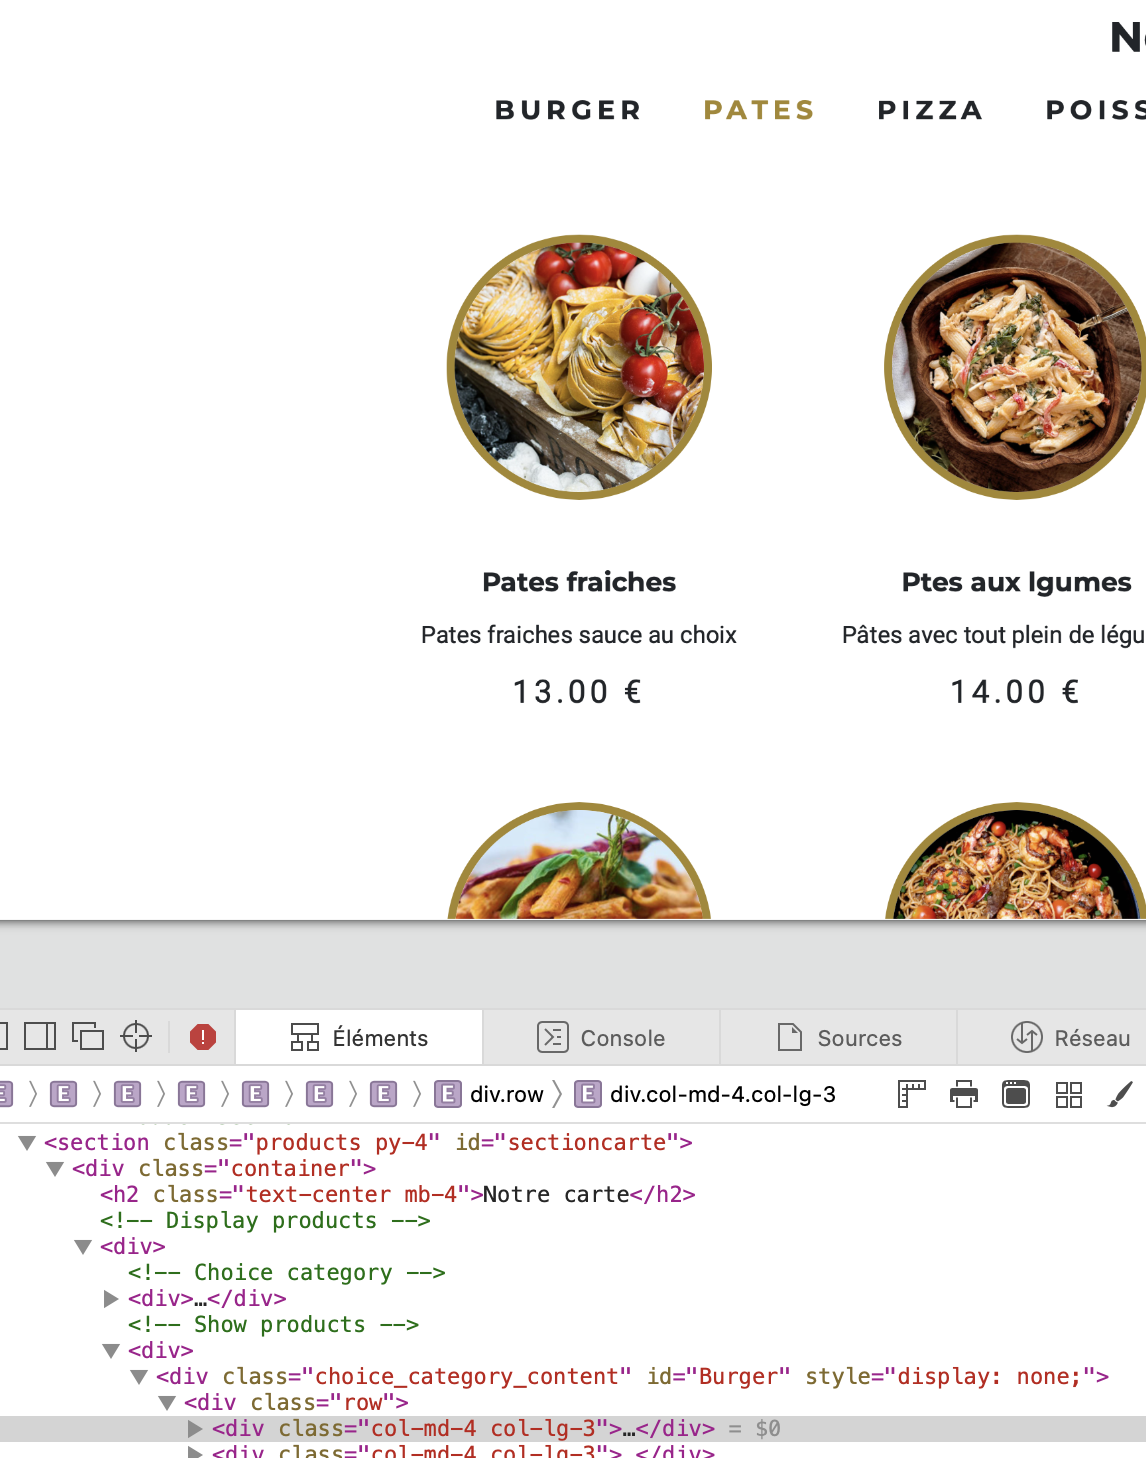 BURGER PATES PIZZA
Pates fraiches
Pates fraiches sauce au choix
13.00 €
Ptes aux lgumes
Pâtes avec tout plein de
14.00 €
Éléments Console Sources Réseau
E E E E E E E E div.row E div.col-md-4.col-lg-3
<section class="products py-4" id="sectioncarte">
<div class="container">
<h2 class="text-center mb-4">Notre carte</h2>
<!-- Display products -->
<div>
<!-- Choice category -->
<div>…</div>
<!-- Show products -->
<div>
<div class="choice_category_content" id="Burger" style="display: none;">
<div class="row">
<div class="col-md-4 col-lg-3">…</div> = $0
<div class="col-md-4 col-lg-3">…</div>